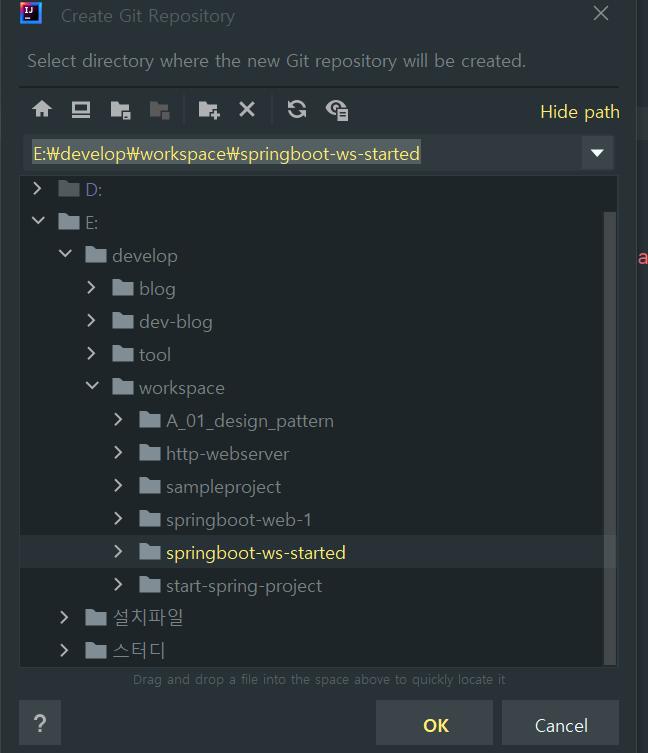 IJ Create Git Repository
Select directory where the new Git repository will be created.
Hide path
E:₩develop₩workspace₩springboot-ws-started
D:
E:
develop
blog
dev-blog
tool
workspace
A_01_design_pattern
http-webserver
sampleproject
springboot-web-1
springboot-ws-started
start-spring-project
설치파일
스터디
Drag and drop a file into the space above to quickly locate it
? OK Cancel
a